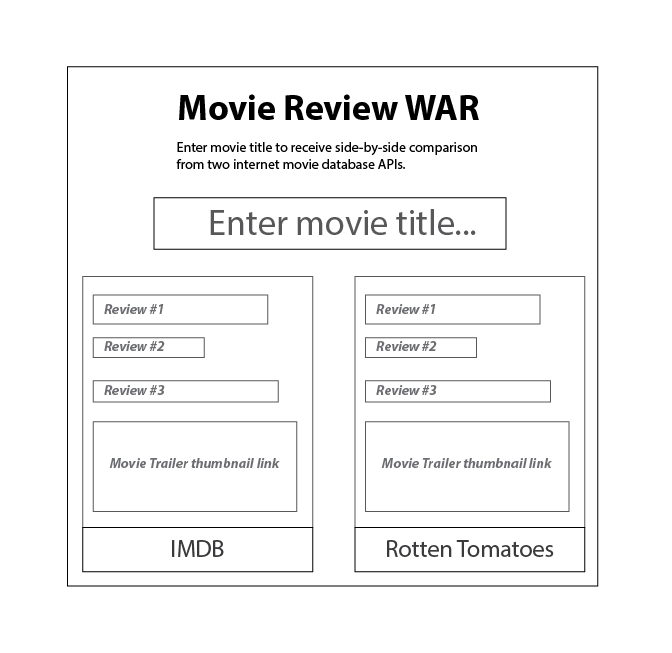 Movie Review WAR
Enter movie title to receive side-by-side comparison
from two internet movie database APIs.
Enter movie title...
Review #1
Review #2
Review #3
Movie Trailer thumbnail link
IMDB
Review #1
Review #2
Review #3
Movie Trailer thumbnail link
Rotten Tomatoes